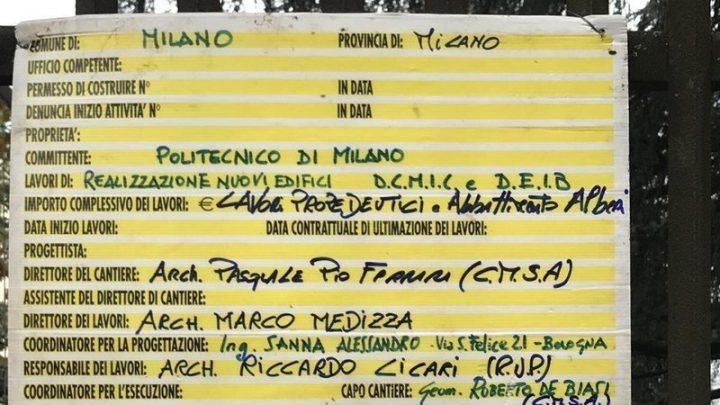 COMUNE DI: MILANO PROVINCIA DI: MILANO
UFFICIO COMPETENTE:
PERMESSO DI COSTRUIRE N° IN DATA
DENUNCIA INIZIO ATTIVITA' N° IN DATA
PROPRIETA':
COMMITTENTE: POLITECNICO DI MILANO
LAVORI DI: REALIZZAZIONE NUOVI EDIFICI D.C.M.I.C e D.E.I.B
IMPORTO COMPLESSIVO DEI LAVORI: € LAVORI PROPEDEUTICI e Abbattimento Alberi
DATA INIZIO LAVORI: DATA CONTRATTUALE DI ULTIMAZIONE DEI LAVORI:
PROGETTISTA:
DIRETTORE DEL CANTIERE: Arch. PASQUALE PIO (C.M.S.A)
ASSISTENTE DEL DIRETTORE DI CANTIERE:
DIRETTORE DEI LAVORI: ARCH. MARCO MEDIZZA
COORDINATORE PER LA PROGETTAZIONE: Ing. SANNA ALESSANDRO Via S. Felice 21 - BOLOGNA
RESPONSABILE DEI LAVORI: ARCH. RICCARDO LICARI (R.U.P.)
COORDINATORE PER L'ESECUZIONE: CAPO CANTIERE: Geom. ROBERTO DE BIASI
(C.M.S.A.)